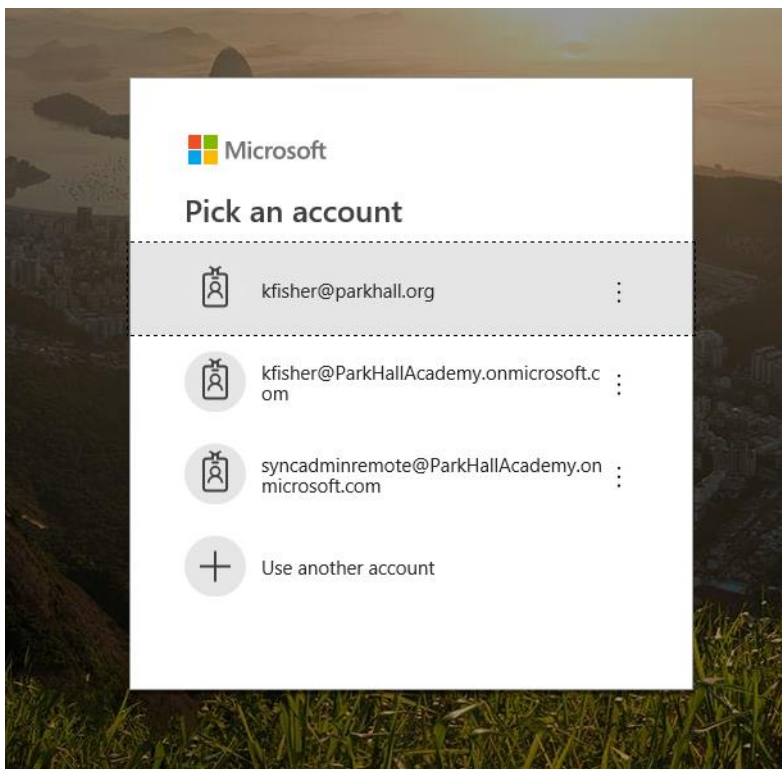 Microsoft
Pick an account
kfisher@parkhall.org
kfisher@ParkHallAcademy.onmicrosoft.c
om
syncadminremote@ParkHallAcademy.on
microsoft.com
Use another account